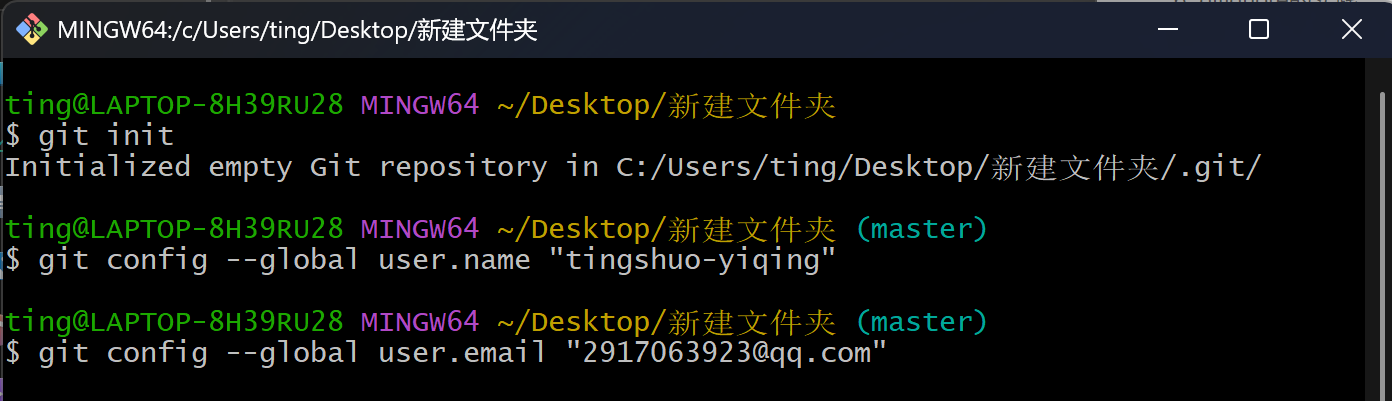 MINGW64:/c/Users/ting/Desktop/新建文件夹
ting@LAPTOP-8H39RU28 MINGW64 ~/Desktop/新建文件夹
$ git init
Initialized empty Git repository in C:/Users/ting/Desktop/新建文件夹/.git/
ting@LAPTOP-8H39RU28 MINGW64 ~/Desktop/新建文件夹 (master)
$ git config --global user.name "tingshuo-yiqing"
ting@LAPTOP-8H39RU28 MINGW64 ~/Desktop/新建文件夹 (master)
$ git config --global user.email "2917063923@qq.com"